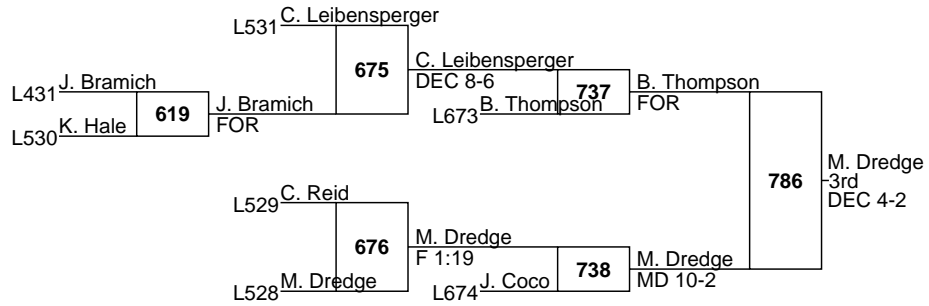 C. Leibensperger
L531
675
C. Leibensperger
DEC 8-6
J. Bramich
L431
619
J. Bramich
FOR
K. Hale
L530
737
B. Thompson
L673
B. Thompson
FOR
786
M. Dredge
3rd
DEC 4-2
C. Reid
L529
676
M. Dredge
F 1:19
M. Dredge
L528
J. Coco
L674
738
M. Dredge
MD 10-2